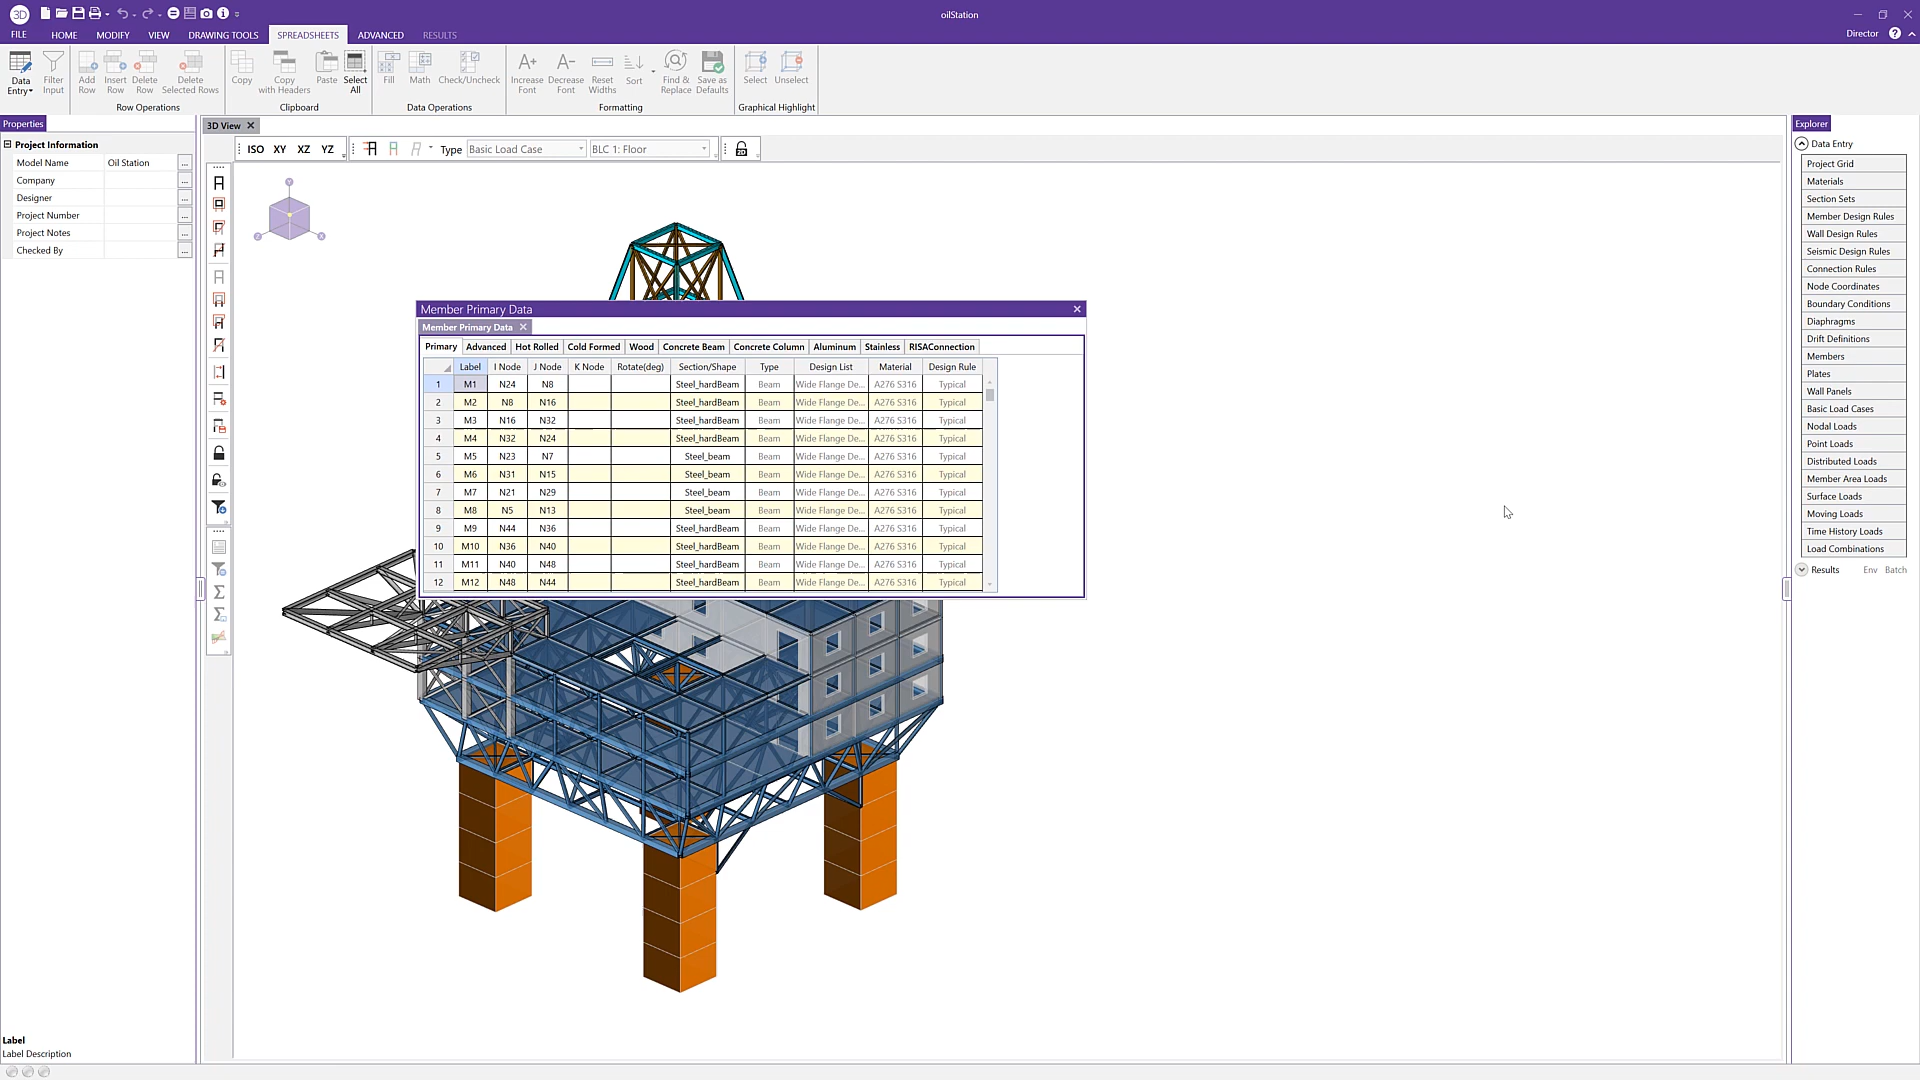 3D
oilStation
FILE HOME MODIFY VIEW DRAWING TOOLS SPREADSHEETS ADVANCED RESULTS
Director
Data Entry Filter Input Add Row Insert Row Delete Row Delete Selected Rows Copy Copy with Headers Paste Select All Fill Math Check/Uncheck Increase Font Decrease Font Reset Widths Sort Find & Replace Save as Defaults Select Unselect
Row Operations Clipboard Data Operations Formatting Graphical Highlight
Properties
Project Information
Model Name Oil Station ...
Company ...
Designer ...
Project Number ...
Project Notes ...
Checked By ...
Label
Label Description
3D View
ISO XY XZ YZ Type Basic Load Case BLC 1: Floor
Y
Z X
Member Primary Data
Member Primary Data
Primary Advanced Hot Rolled Cold Formed Wood Concrete Beam Concrete Column Aluminum Stainless RISAConnection
Label I Node J Node K Node Rotate(deg) Section/Shape Type Design List Material Design Rule
1 M1 N24 N8 Steel_hardBeam Beam Wide Flange De... A276 S316 Typical
2 M2 N8 N16 Steel_hardBeam Beam Wide Flange De... A276 S316 Typical
3 M3 N16 N32 Steel_hardBeam Beam Wide Flange De... A276 S316 Typical
4 M4 N32 N24 Steel_hardBeam Beam Wide Flange De... A276 S316 Typical
5 M5 N23 N7 Steel_beam Beam Wide Flange De... A276 S316 Typical
6 M6 N31 N15 Steel_beam Beam Wide Flange De... A276 S316 Typical
7 M7 N21 N29 Steel_beam Beam Wide Flange De... A276 S316 Typical
8 M8 N5 N13 Steel_beam Beam Wide Flange De... A276 S316 Typical
9 M9 N44 N36 Steel_hardBeam Beam Wide Flange De... A276 S316 Typical
10 M10 N36 N40 Steel_hardBeam Beam Wide Flange De... A276 S316 Typical
11 M11 N40 N48 Steel_hardBeam Beam Wide Flange De... A276 S316 Typical
12 M12 N48 N44 Steel_hardBeam Beam Wide Flange De... A276 S316 Typical
Explorer
Data Entry
Project Grid
Materials
Section Sets
Member Design Rules
Wall Design Rules
Seismic Design Rules
Connection Rules
Node Coordinates
Boundary Conditions
Diaphragms
Drift Definitions
Members
Plates
Wall Panels
Basic Load Cases
Nodal Loads
Point Loads
Distributed Loads
Member Area Loads
Surface Loads
Moving Loads
Time History Loads
Load Combinations
Results Env Batch